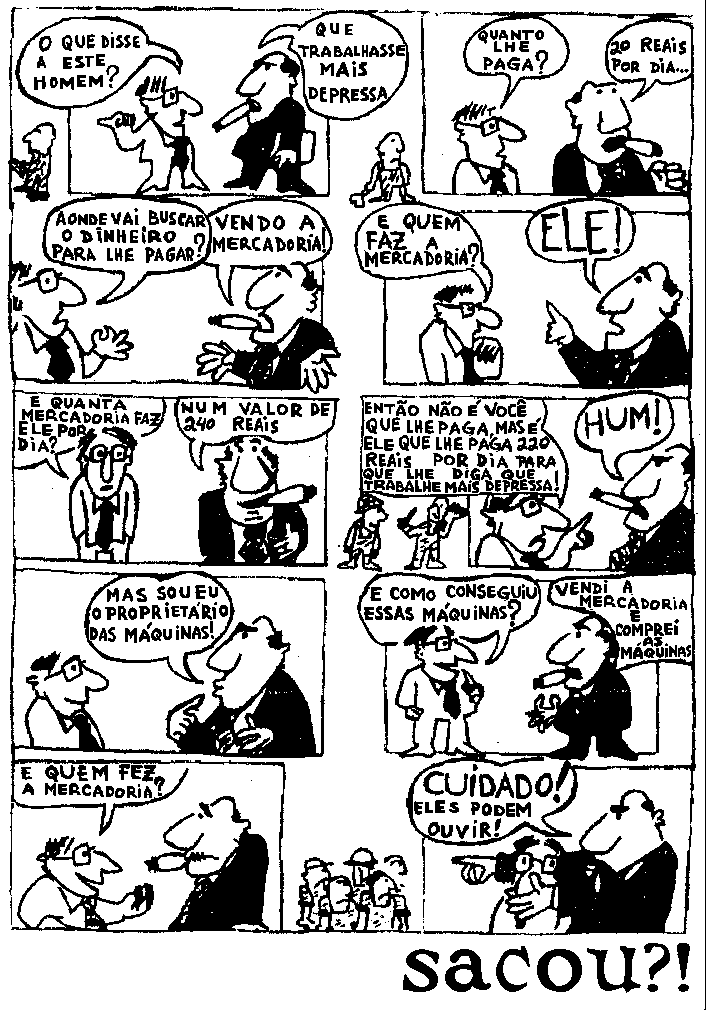 O QUE DISSE
A ESTE
HOMEM?
QUE
TRABALHASSE
MAIS
DEPRESSA
QUANTO
LHE
PAGA?
20 REAIS
POR DIA...
AONDE VAI BUSCAR
O DINHEIRO
PARA LHE PAGAR?
VENDO A
MERCADORIA!
E QUEM
FAZ A
MERCADORIA?
ELE!
E QUANTA
MERCADORIA FAZ
ELE POR
DIA?
NUM VALOR DE
240 REAIS
ENTÃO NÃO É VOCÊ
QUE LHE PAGA, MAS É
ELE QUE LHE PAGA 220
REAIS POR DIA PARA
QUE LHE DIGA QUE
TRABALHE MAIS DEPRESSA!
HUM!
MAS SOU EU
O PROPRIETÁRIO
DAS MÁQUINAS!
E COMO CONSEGUIU
ESSAS MÁQUINAS?
VENDI A
MERCADORIA
E
COMPREI
AS
MÁQUINAS
E QUEM FEZ
A MERCADORIA?
CUIDADO!
ELES PODEM
OUVIR!
sacou?!